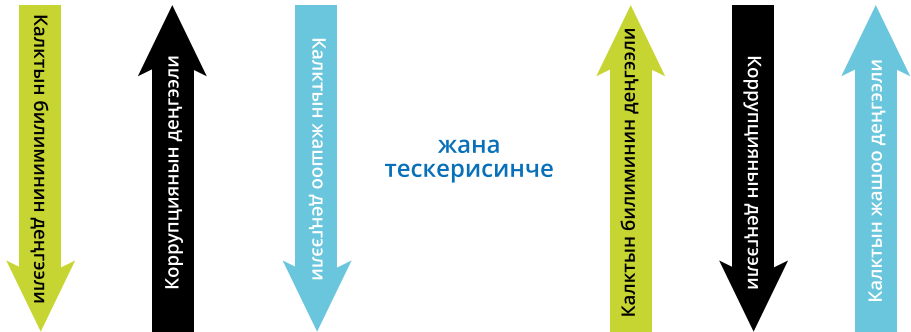 Калктын билиминин деңгээли
Коррупциянын деңгээли
Калктын жашоо деңгээли
жана
тескерисинче
Калктын билиминин деңгээли
Коррупциянын деңгээли
Калктын жашоо деңгээли